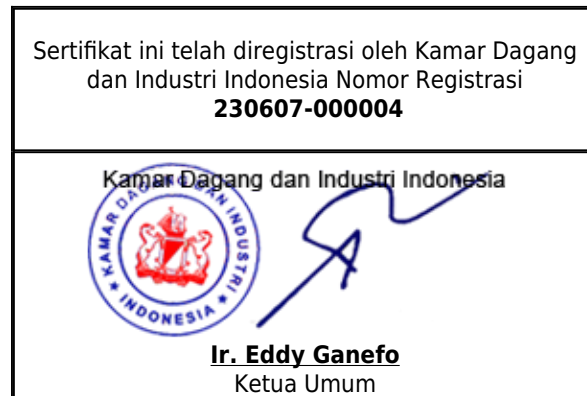 Sertifikat ini telah diregistrasi oleh Kamar Dagang
dan Industri Indonesia Nomor Registrasi
230607-000004
Kamar Dagang dan Industri Indonesia
KAMAR DAGANG DAN INDUSTRI
* INDONESIA *
Ir. Eddy Ganefo
Ketua Umum